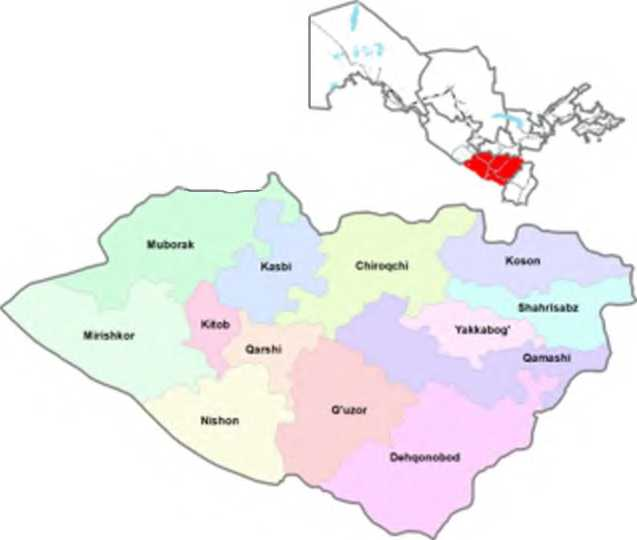 Muborak
Kasbi
Chiroqchi
Koson
Shahrisabz
Kitob
Yakkabog'
Mirishkor
Qarshi
Qamashi
G'uzor
Nishon
Dehqonobod